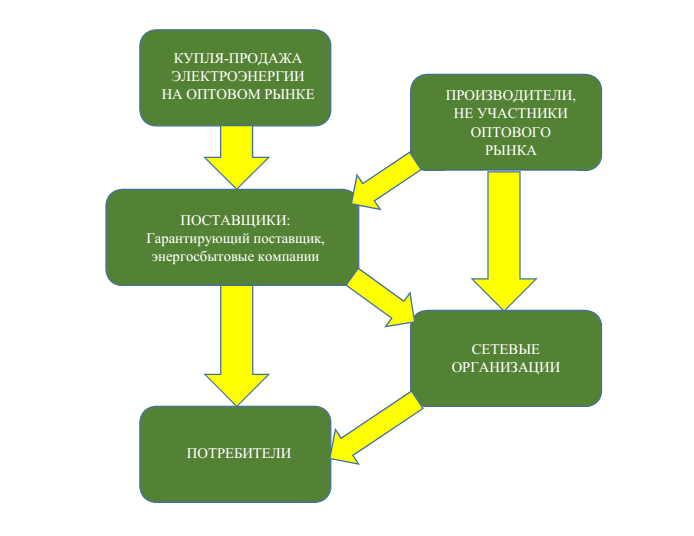 КУПЛЯ-ПРОДАЖА
ЭЛЕКТРОЭНЕРГИИ
НА ОПТОВОМ РЫНКЕ
ПРОИЗВОДИТЕЛИ,
НЕ УЧАСТНИКИ
ОПТОВОГО
РЫНКА
ПОСТАВЩИКИ:
Гарантирующий поставщик,
энергосбытовые компании
СЕТЕВЫЕ
ОРГАНИЗАЦИИ
ПОТРЕБИТЕЛИ